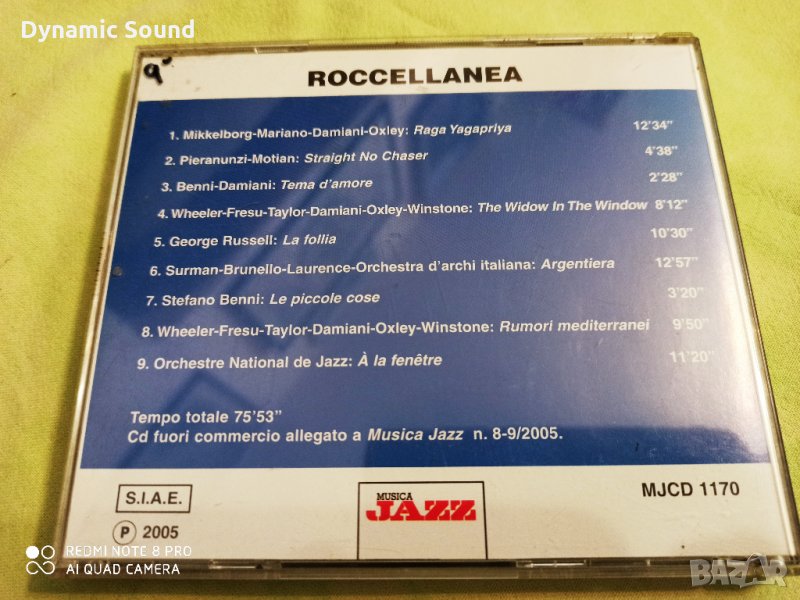 Dynamic Sound
9
ROCCELLANEA
1. Mikkelborg-Mariano-Damiani-Oxley: Raga Yagapriya 12'34"
2. Pieranunzi-Motian: Straight No Chaser 4'38"
3. Benni-Damiani: Tema d'amore 2'28"
4. Wheeler-Fresu-Taylor-Damiani-Oxley-Winstone: The Widow In The Window 8'12"
5. George Russell: La follia 10'30"
6. Surman-Brunello-Laurence-Orchestra d'archi italiana: Argentiera 12'57"
7. Stefano Benni: Le piccole cose 3'20"
8. Wheeler-Fresu-Taylor-Damiani-Oxley-Winstone: Rumori mediterranei 9'50"
9. Orchestre National de Jazz: À la fenêtre 11'20"
Tempo totale 75'53"
Cd fuori commercio allegato a Musica Jazz n. 8-9/2005.
S.I.A.E.
MUSICA
JAZZ
MJCD 1170
P 2005
REDMI NOTE 8 PRO
AI QUAD CAMERA
BAZAR